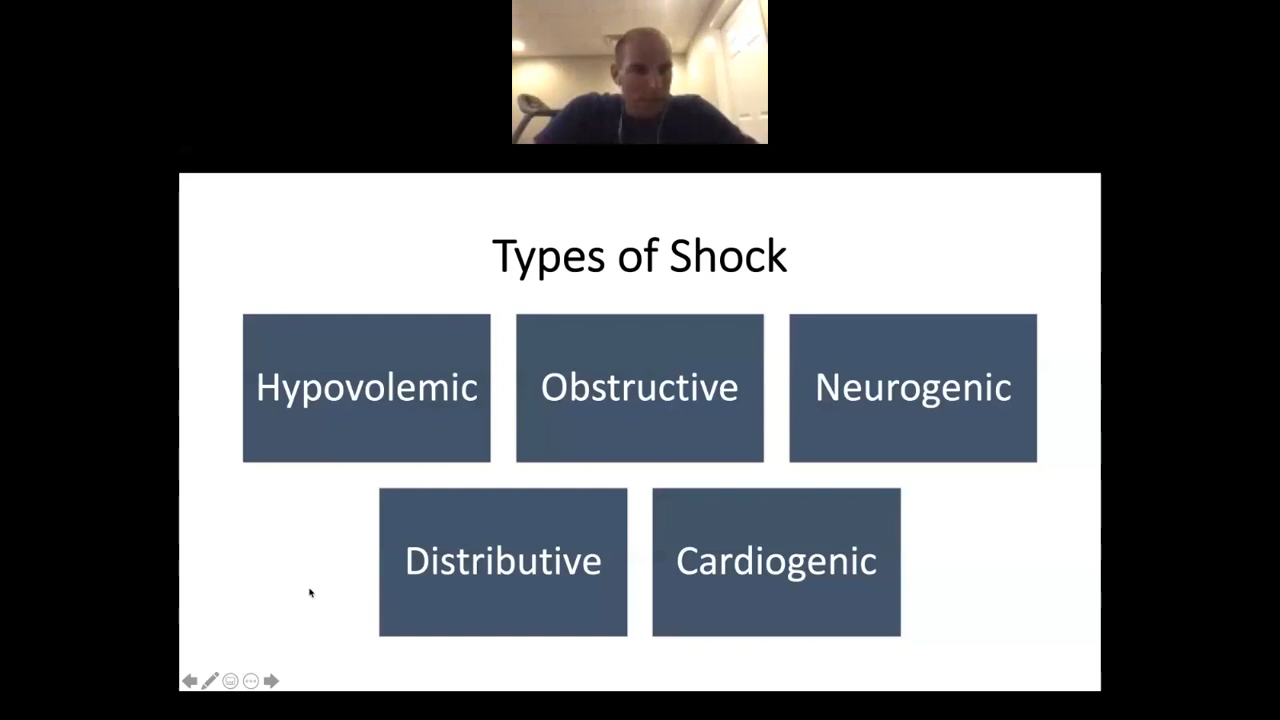 Types of Shock
Hypovolemic
Obstructive
Neurogenic
Distributive
Cardiogenic